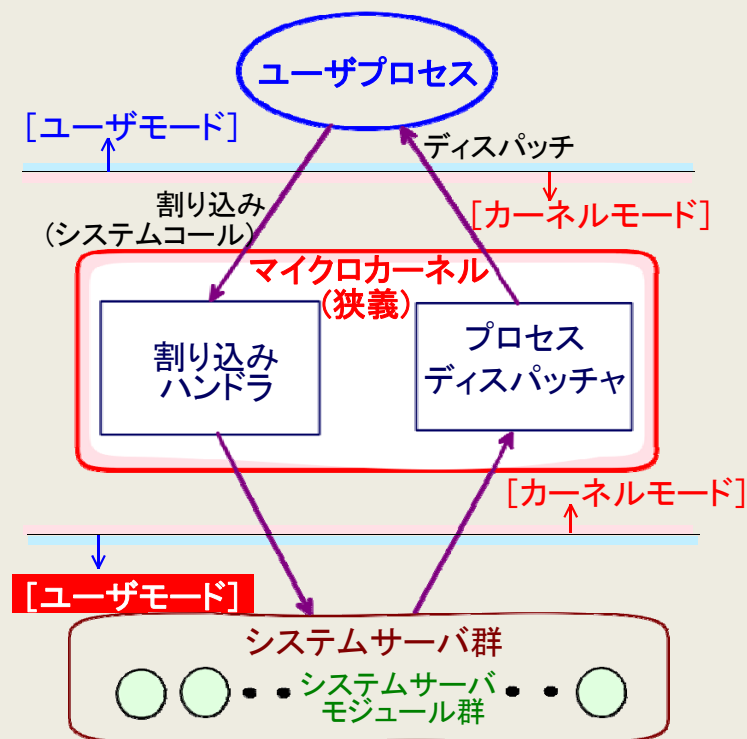 ユーザプロセス
[ユーザモード]
ディスパッチ
割り込み
(システムコール)
[カーネルモード]
マイクロカーネル
(狭義)
割り込み
ハンドラ
プロセス
ディスパッチャ
[カーネルモード]
[ユーザモード]
システムサーバ群
システムサーバ
モジュール群